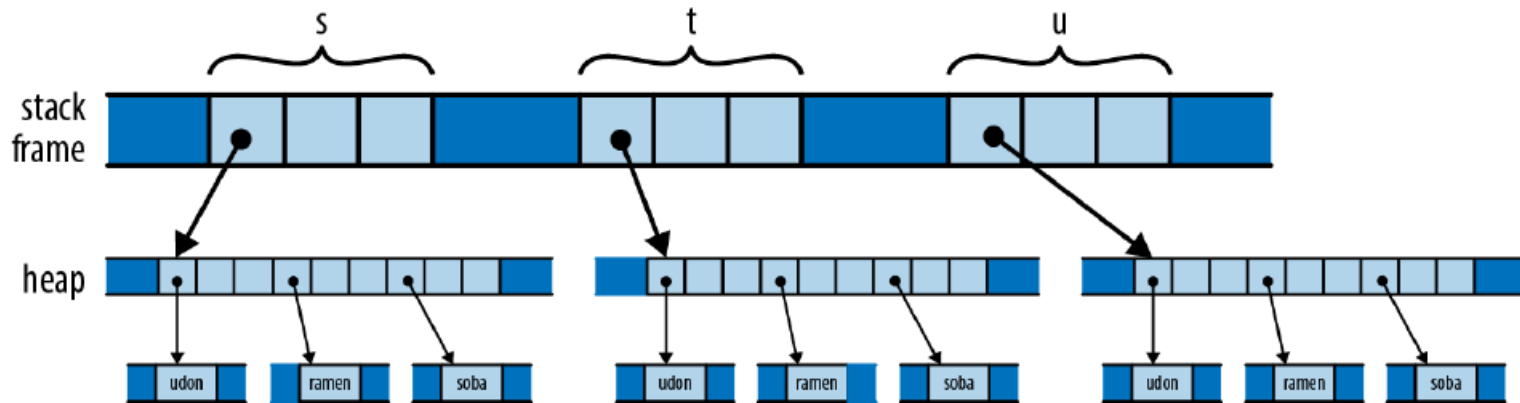 s t u
stack
frame
heap
udon ramen soba udon ramen soba udon ramen soba